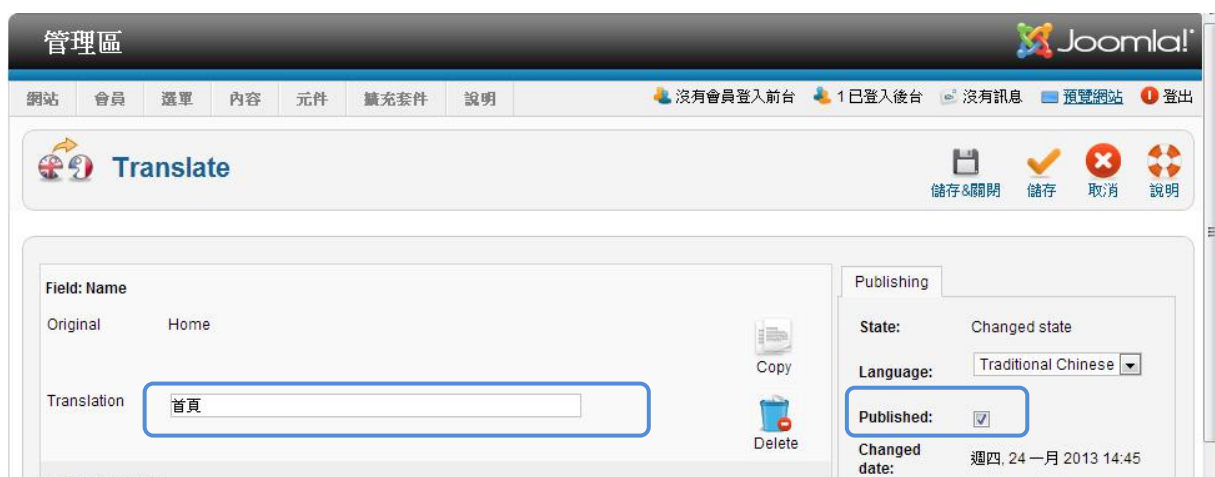 管理區 Joomla!
網站 會員 選單 內容 元件 擴充套件 說明 沒有會員登入前台 1 已登入後台 沒有訊息 預覽網站 登出
Translate 儲存&關閉 儲存 取消 說明
Field: Name
Original Home
Copy
Translation 首頁
Delete
Publishing
State: Changed state
Language: Traditional Chinese
Published:
Changed date: 週四, 24 一月 2013 14:45